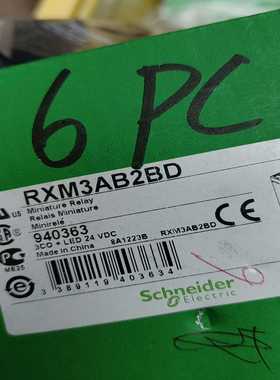 6 PC
RXM3AB2BD
Miniature Relay
Relais Miniature
Minirelé
940363
3CO + LED 24 VDC
Made in China 8A1223B RXM3AB2BD
CE
ME25
3 389119 403634
Schneider
Electric